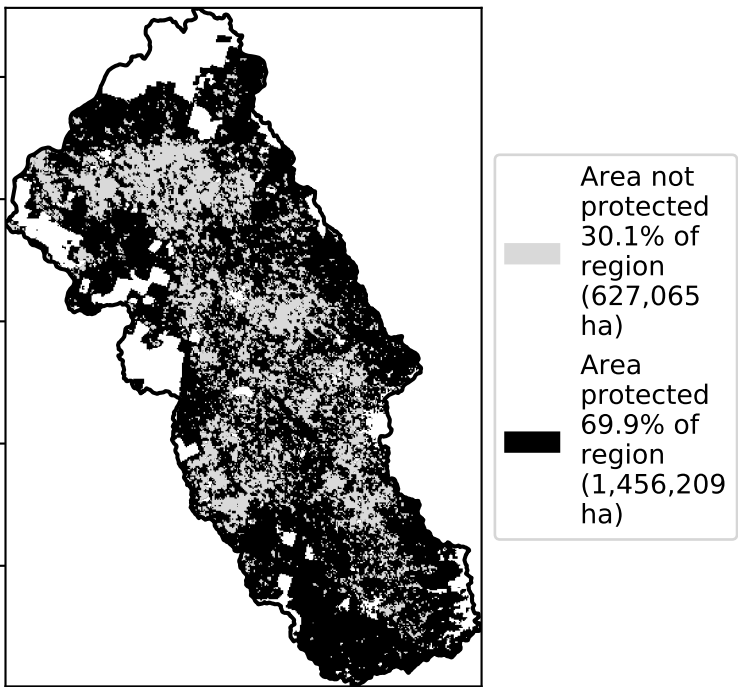 Area not
protected
30.1% of
region
(627,065
ha)
Area
protected
69.9% of
region
(1,456,209
ha)